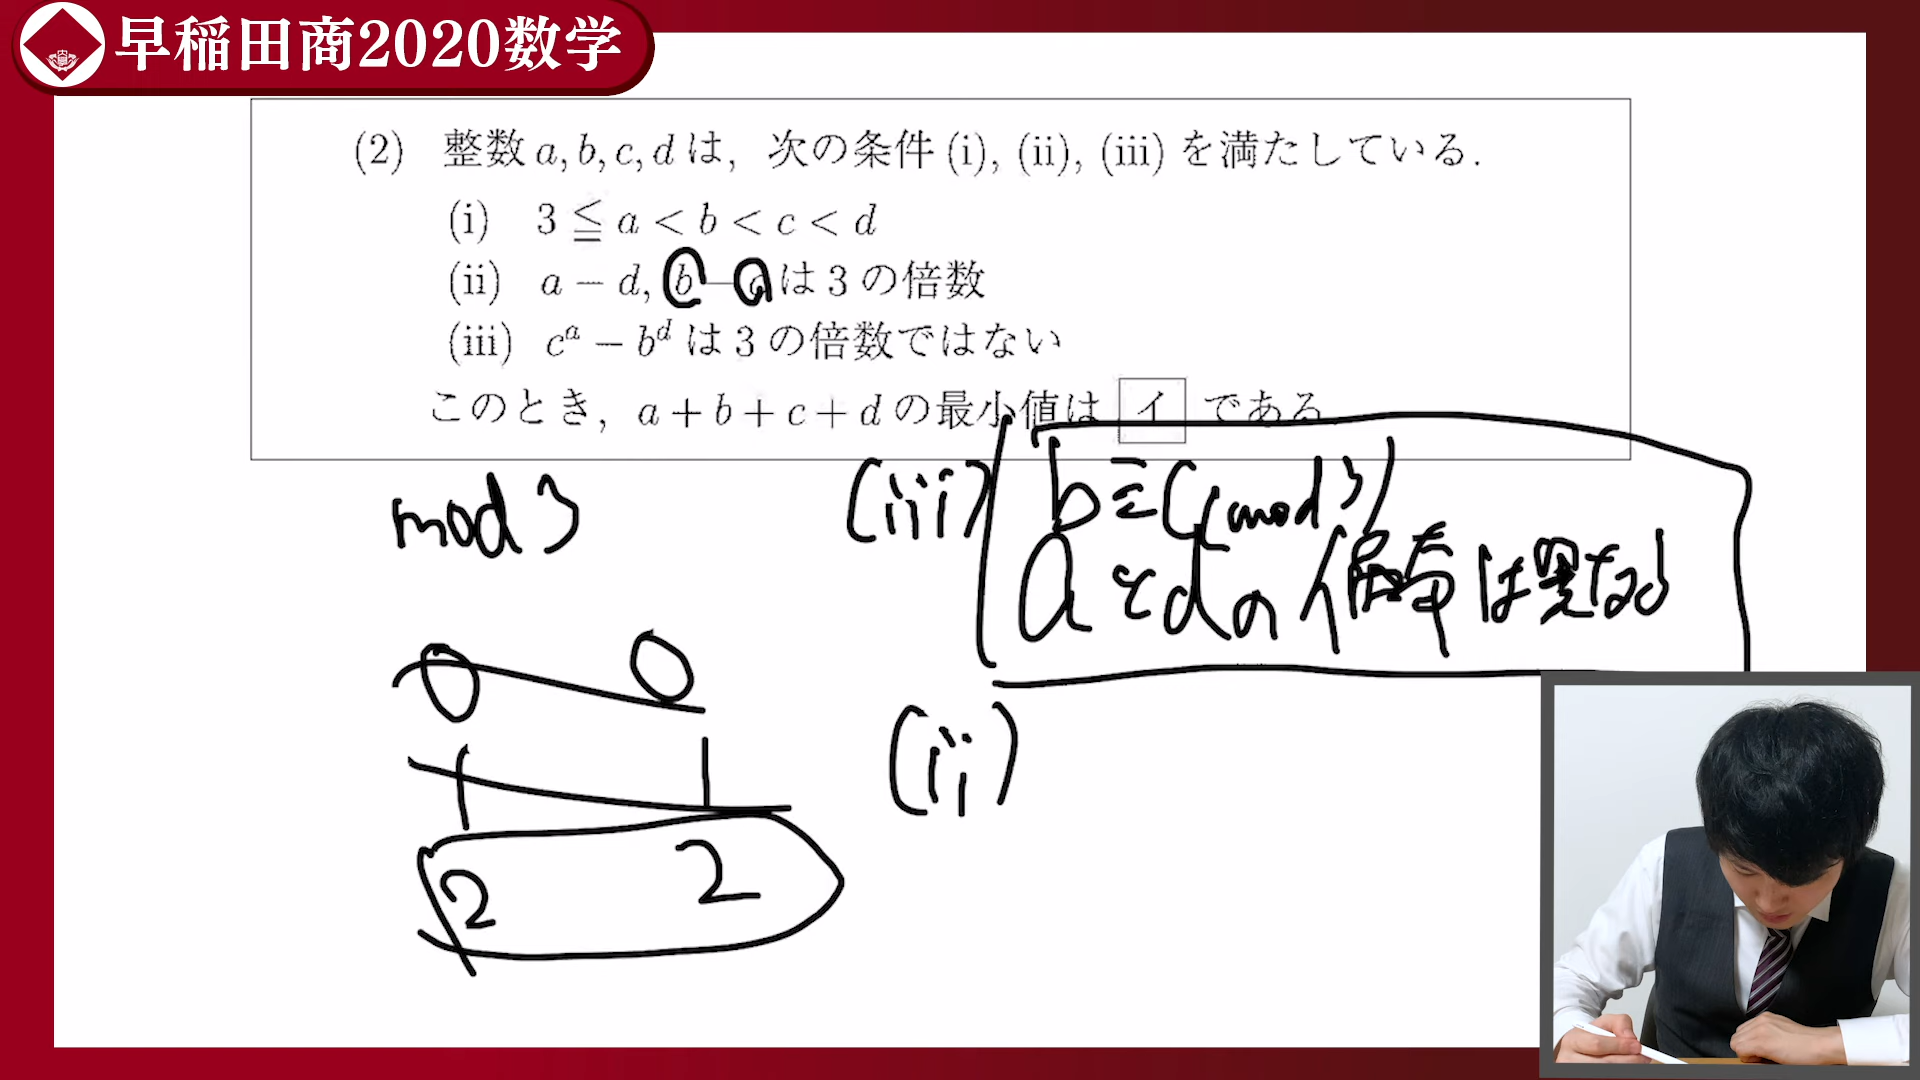 早稲田商2020数学
(2) 整数 a, b, c, d は，次の条件 (i), (ii), (iii) を満たしている．
(i) 3 ≦ a < b < c < d
(ii) a − d, b − c は 3 の倍数
(iii) c^a − b^d は 3 の倍数ではない
このとき，a + b + c + d の最小値は イ である
mod 3
(iii) b ≡ c (mod 3)
aとdの偶奇は異なる
0 0
1 1
2 2
(ii)